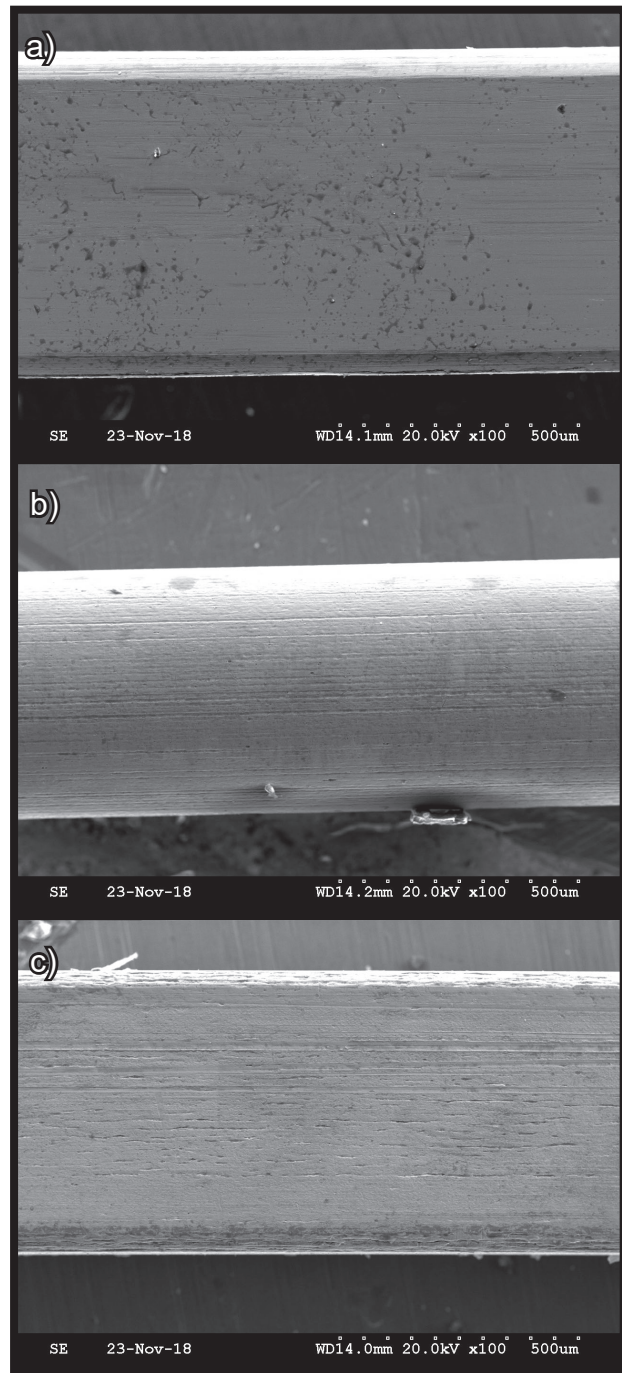 a)
SE 23-Nov-18 WD14.1mm 20.0kV x100 500um
b)
SE 23-Nov-18 WD14.2mm 20.0kV x100 500um
c)
SE 23-Nov-18 WD14.0mm 20.0kV x100 500um